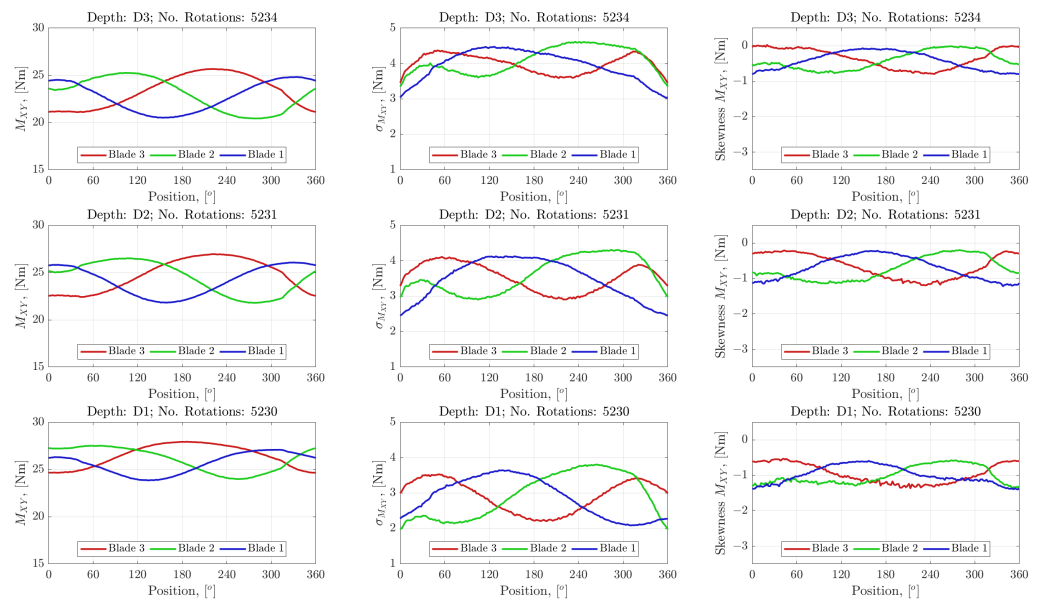 Depth: D3; No. Rotations: 5234
30
25
20
15
M_XY, [Nm]
Blade 3 Blade 2 Blade 1
0 60 120 180 240 300 360
Position, [°]
Depth: D3; No. Rotations: 5234
5
4
3
2
1
σ_M_XY, [Nm]
Blade 3 Blade 2 Blade 1
0 60 120 180 240 300 360
Position, [°]
Depth: D3; No. Rotations: 5234
0
−1
−2
−3
Skewness M_XY, [Nm]
Blade 3 Blade 2 Blade 1
0 60 120 180 240 300 360
Position, [°]
Depth: D2; No. Rotations: 5231
30
25
20
15
M_XY, [Nm]
Blade 3 Blade 2 Blade 1
0 60 120 180 240 300 360
Position, [°]
Depth: D2; No. Rotations: 5231
5
4
3
2
1
σ_M_XY, [Nm]
Blade 3 Blade 2 Blade 1
0 60 120 180 240 300 360
Position, [°]
Depth: D2; No. Rotations: 5231
0
−1
−2
−3
Skewness M_XY, [Nm]
Blade 3 Blade 2 Blade 1
0 60 120 180 240 300 360
Position, [°]
Depth: D1; No. Rotations: 5230
30
25
20
15
M_XY, [Nm]
Blade 3 Blade 2 Blade 1
0 60 120 180 240 300 360
Position, [°]
Depth: D1; No. Rotations: 5230
5
4
3
2
1
σ_M_XY, [Nm]
Blade 3 Blade 2 Blade 1
0 60 120 180 240 300 360
Position, [°]
Depth: D1; No. Rotations: 5230
0
−1
−2
−3
Skewness M_XY, [Nm]
Blade 3 Blade 2 Blade 1
0 60 120 180 240 300 360
Position, [°]